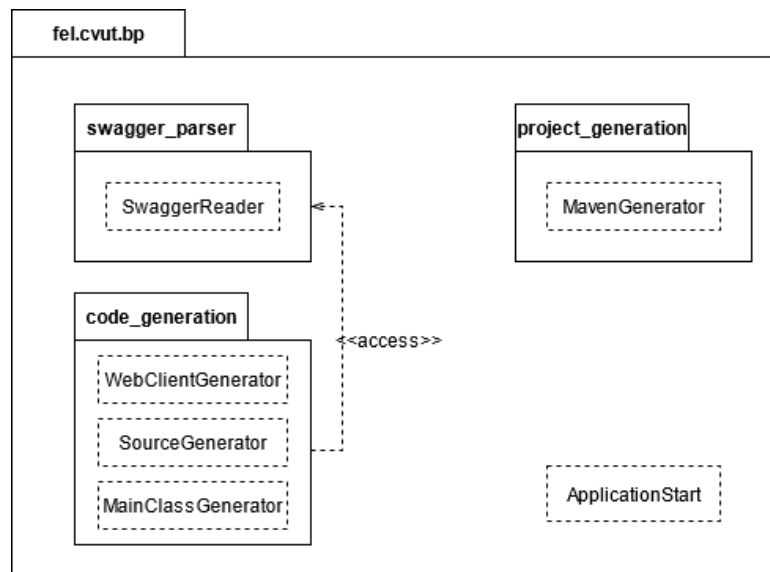 fel.cvut.bp
swagger_parser
SwaggerReader
project_generation
MavenGenerator
code_generation
WebClientGenerator
SourceGenerator
MainClassGenerator
<<access>>
ApplicationStart